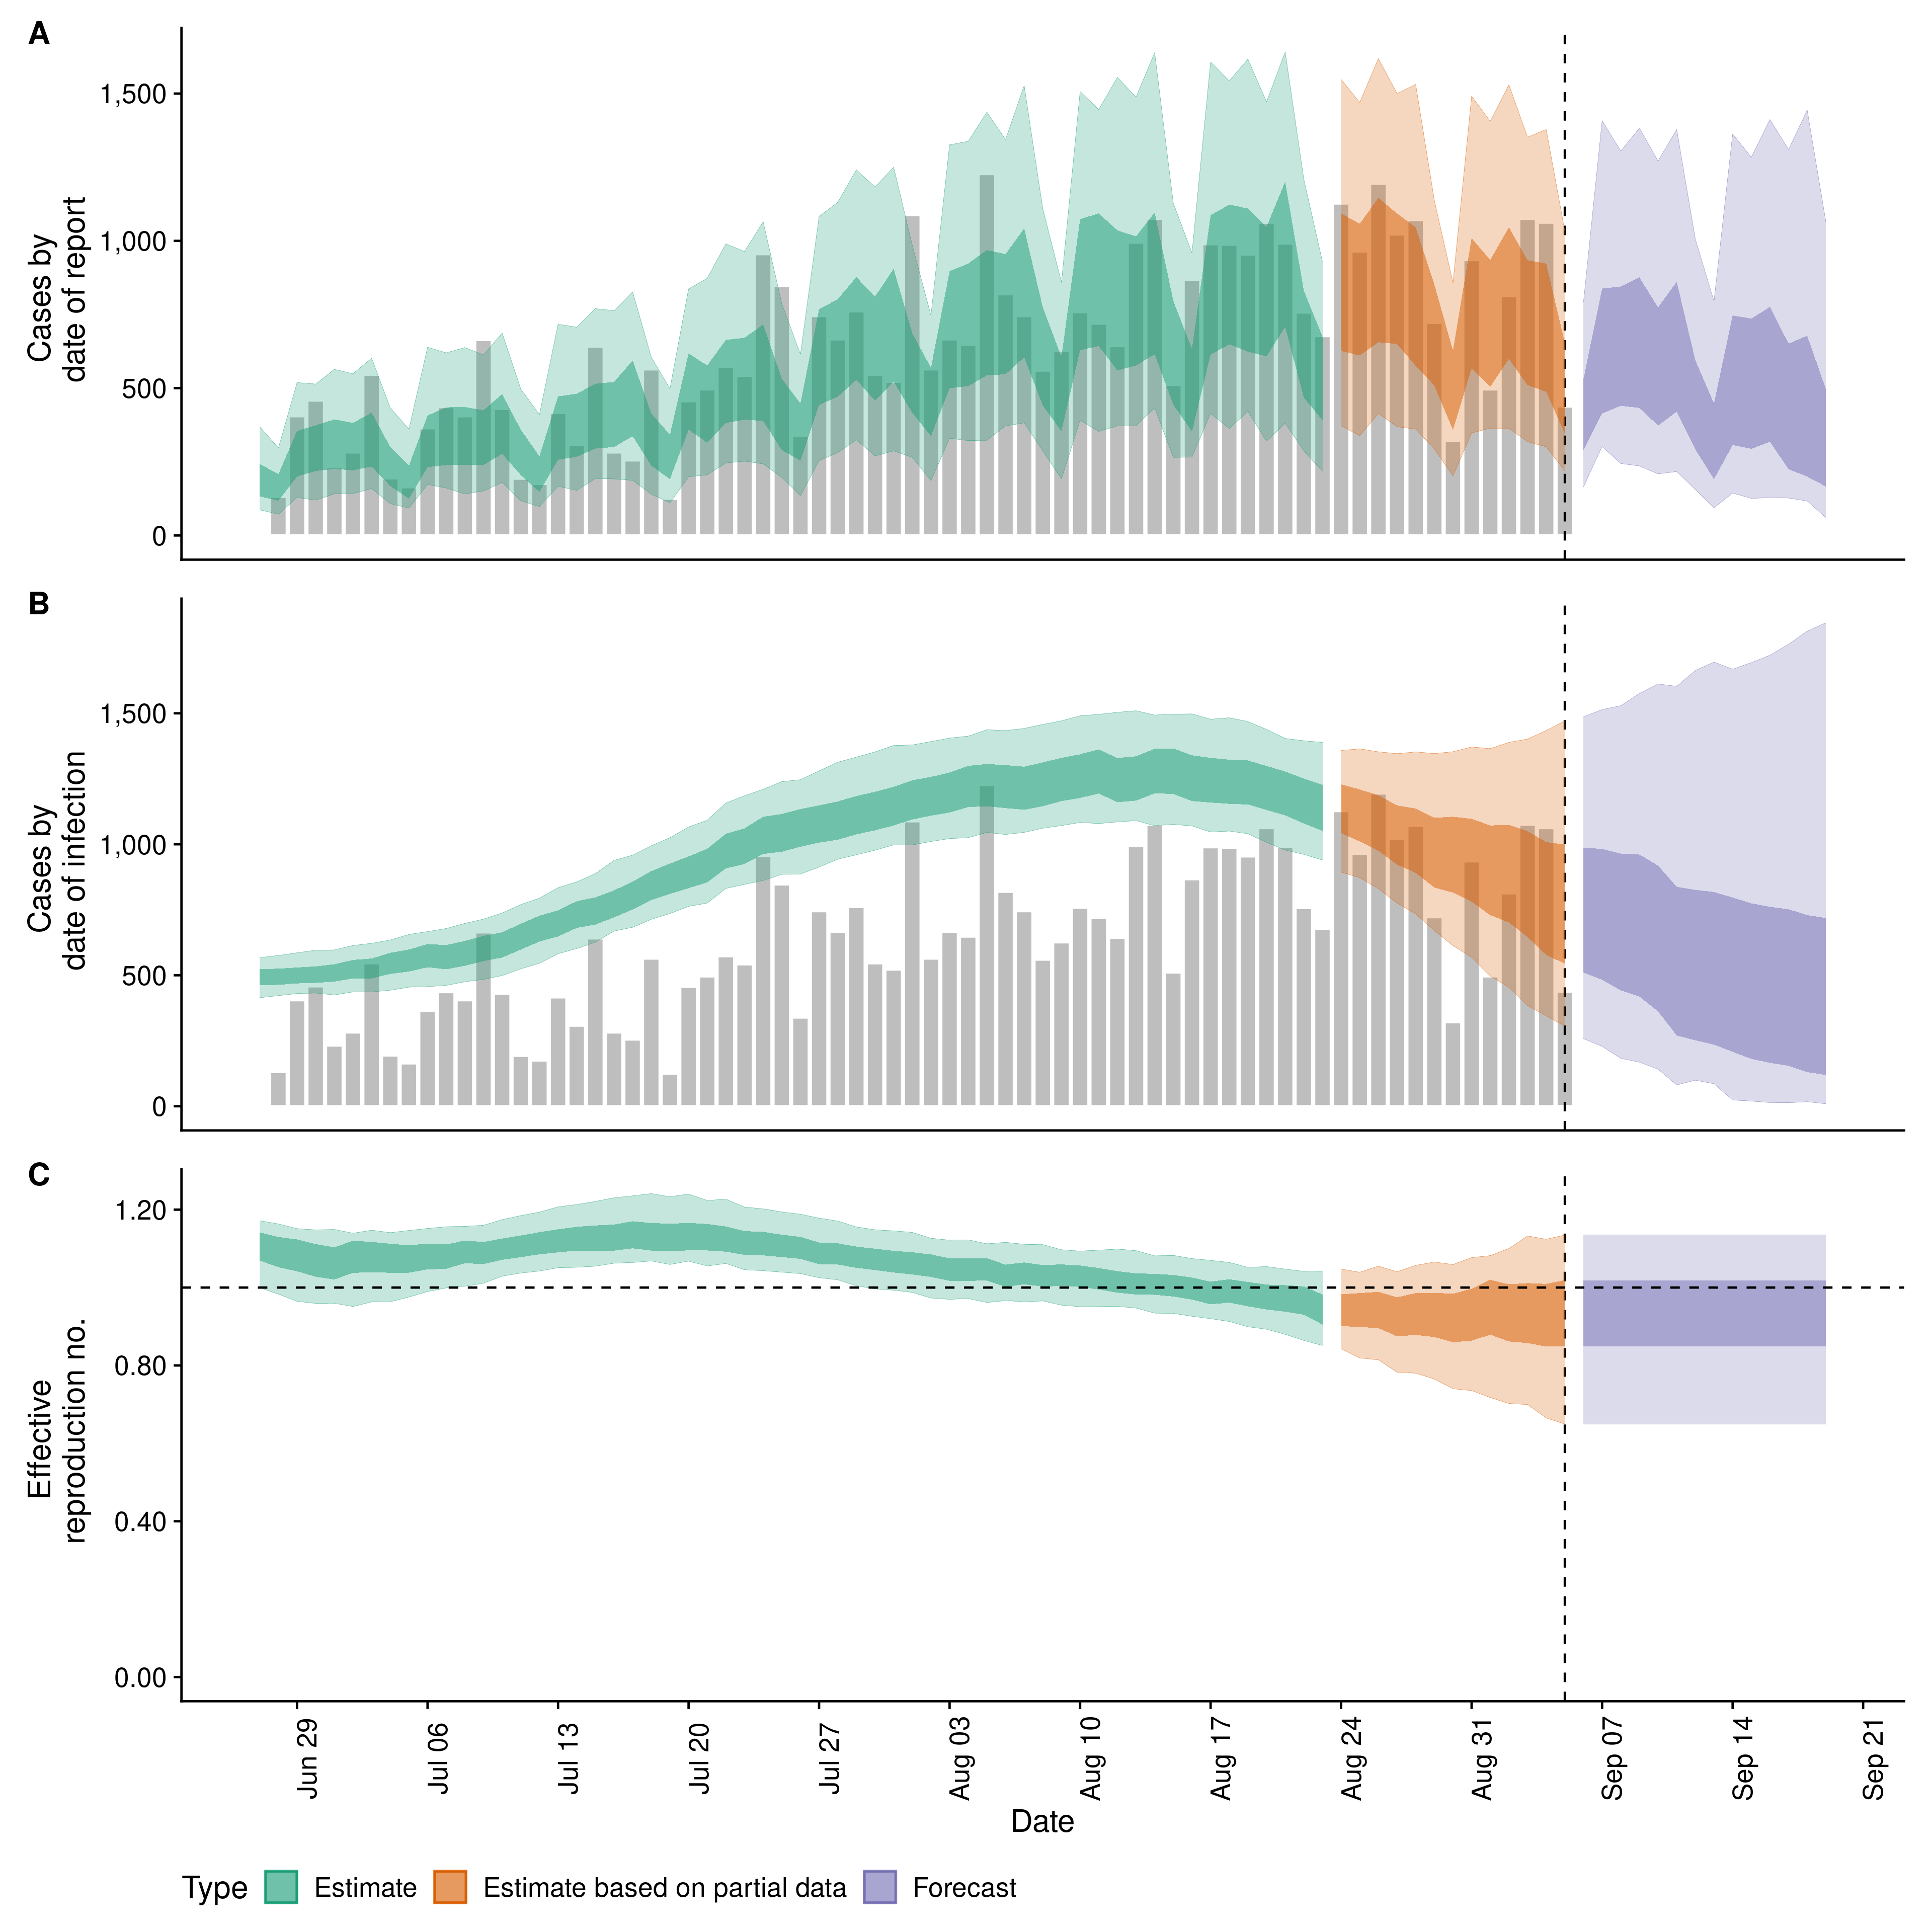 A
1,500
1,000
500
0
Cases by
date of report
B
1,500
1,000
500
0
Cases by
date of infection
C
1.20
0.80
0.40
0.00
Effective
reproduction no.
Jun 29
Jul 06
Jul 13
Jul 20
Jul 27
Aug 03
Aug 10
Aug 17
Aug 24
Aug 31
Sep 07
Sep 14
Sep 21
Date
Type Estimate Estimate based on partial data Forecast